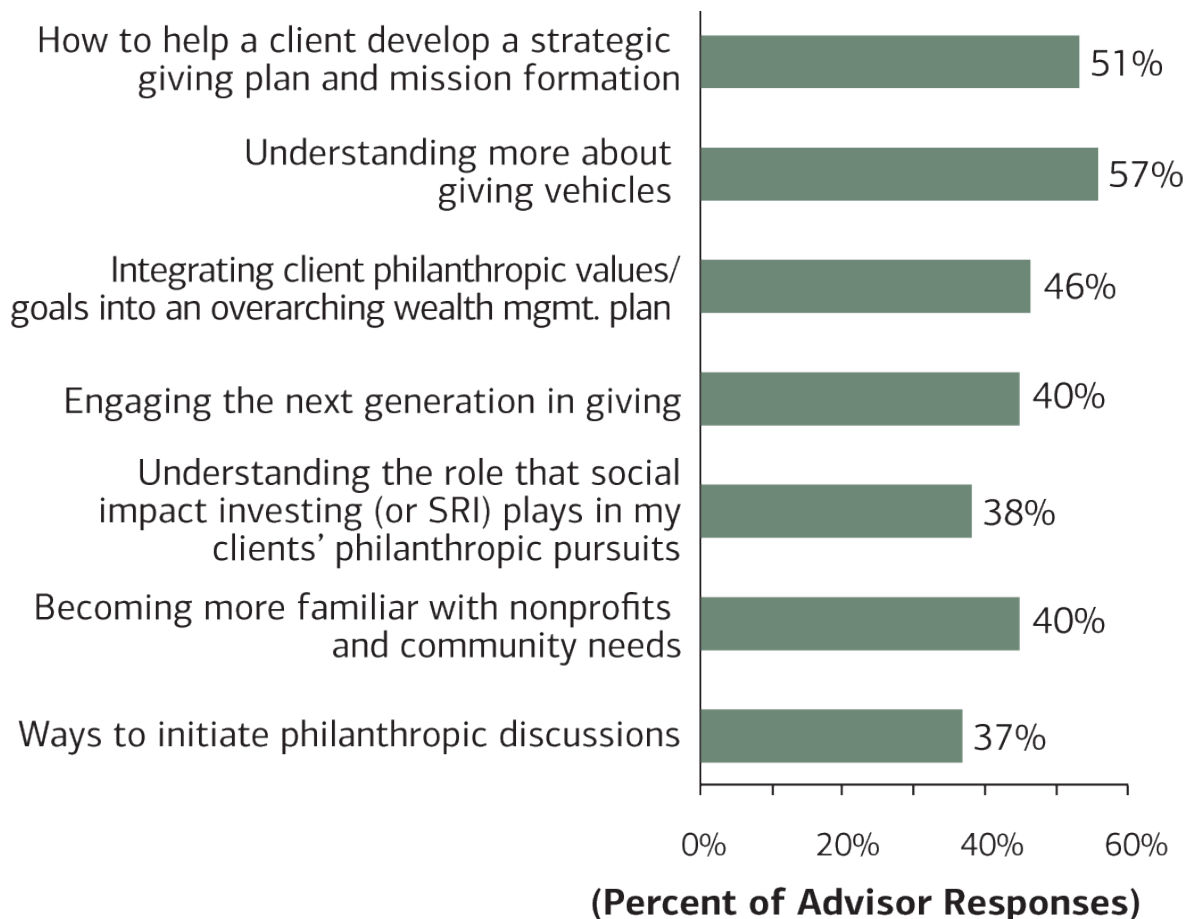 How to help a client develop a strategic
giving plan and mission formation
51%
Understanding more about
giving vehicles
57%
Integrating client philanthropic values/
goals into an overarching wealth mgmt. plan
46%
Engaging the next generation in giving
40%
Understanding the role that social
impact investing (or SRI) plays in my
clients’ philanthropic pursuits
38%
Becoming more familiar with nonprofits
and community needs
40%
Ways to initiate philanthropic discussions
37%
0% 20% 40% 60%
(Percent of Advisor Responses)